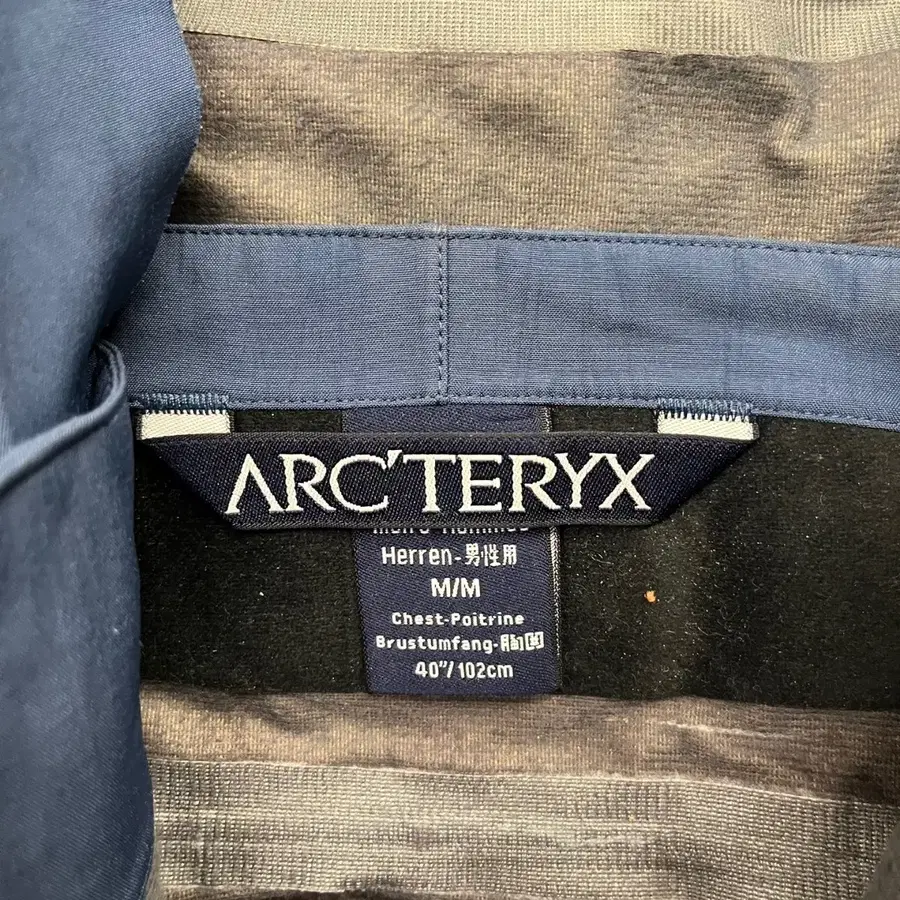 ARC'TERYX
Herren-男性用
M/M
Chest-Poitrine
Brustumfang-胸囲
40"/102cm